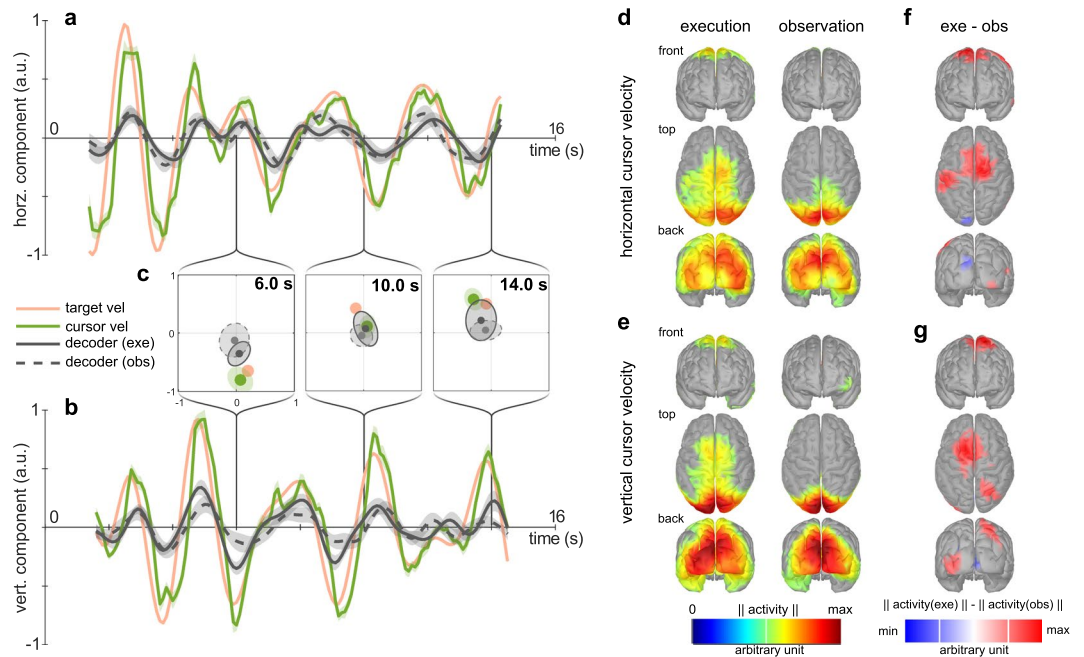 a
1
0
-1
horz. component (a.u.)
16
time (s)
c
6.0 s
10.0 s
14.0 s
1
0
-1
-1
0
1
target vel
cursor vel
decoder (exe)
decoder (obs)
b
1
0
-1
vert. component (a.u.)
16
time (s)
d
execution
observation
horizontal cursor velocity
front
top
back
e
vertical cursor velocity
front
top
back
0
|| activity ||
max
arbitrary unit
f
exe - obs
g
|| activity(exe) || - || activity(obs) ||
min
max
arbitrary unit